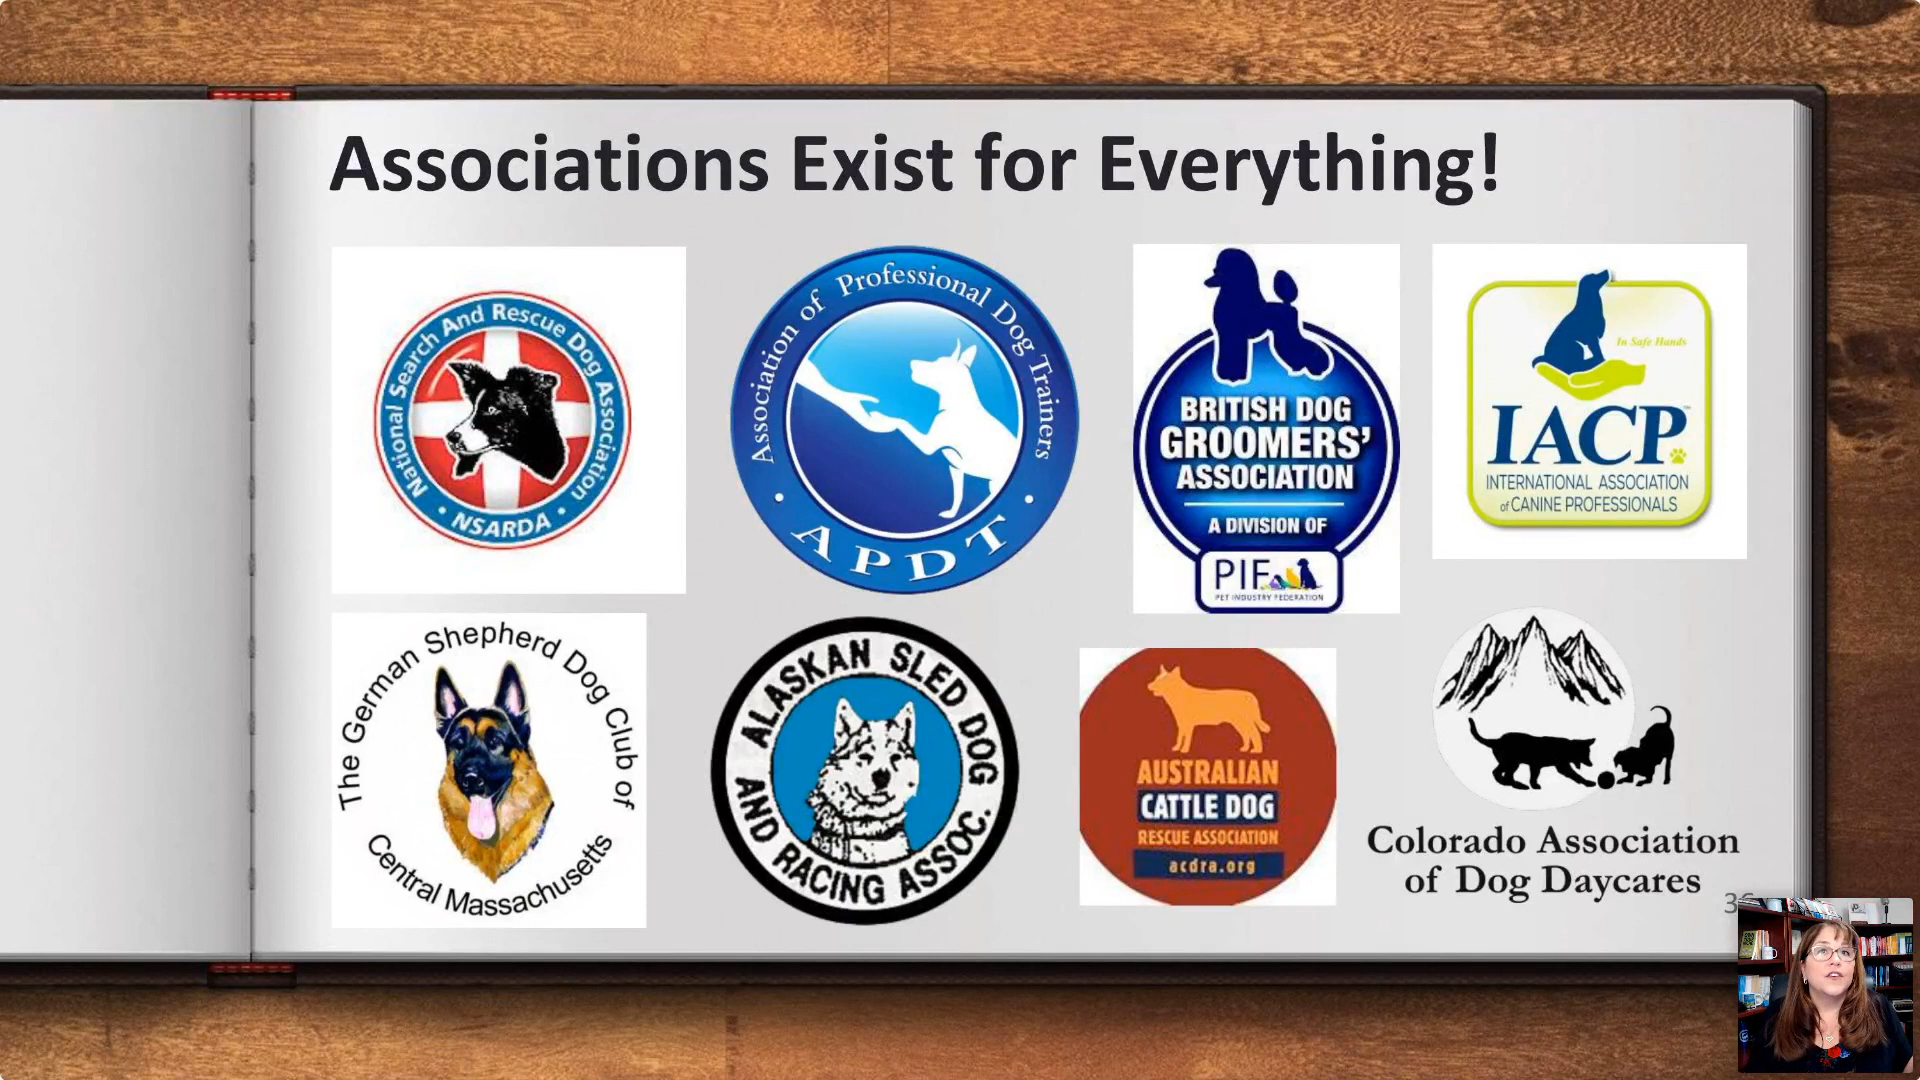 Associations Exist for Everything!
National Search And Rescue Dog Association
• NSARDA •
Association of Professional Dog Trainers
• APDT •
BRITISH DOG
GROOMERS'
ASSOCIATION
A DIVISION OF
PIF
PET INDUSTRY FEDERATION
In Safe Hands
IACP™
INTERNATIONAL ASSOCIATION
of CANINE PROFESSIONALS
The German Shepherd Dog Club of
Central Massachusetts
ALASKAN SLED DOG
AND RACING ASSOC.
AUSTRALIAN
CATTLE DOG
RESCUE ASSOCIATION
acdra.org
Colorado Association
of Dog Daycares